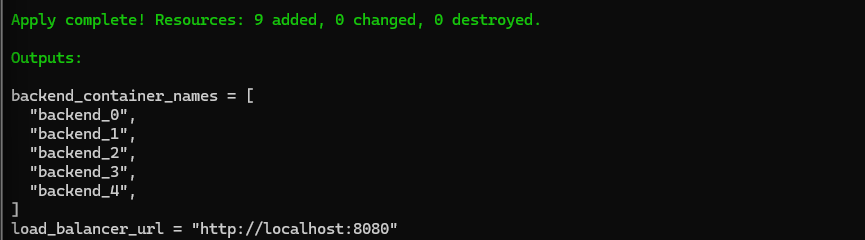 Apply complete! Resources: 9 added, 0 changed, 0 destroyed.
Outputs:
backend_container_names = [
  "backend_0",
  "backend_1",
  "backend_2",
  "backend_3",
  "backend_4",
]
load_balancer_url = "http://localhost:8080"